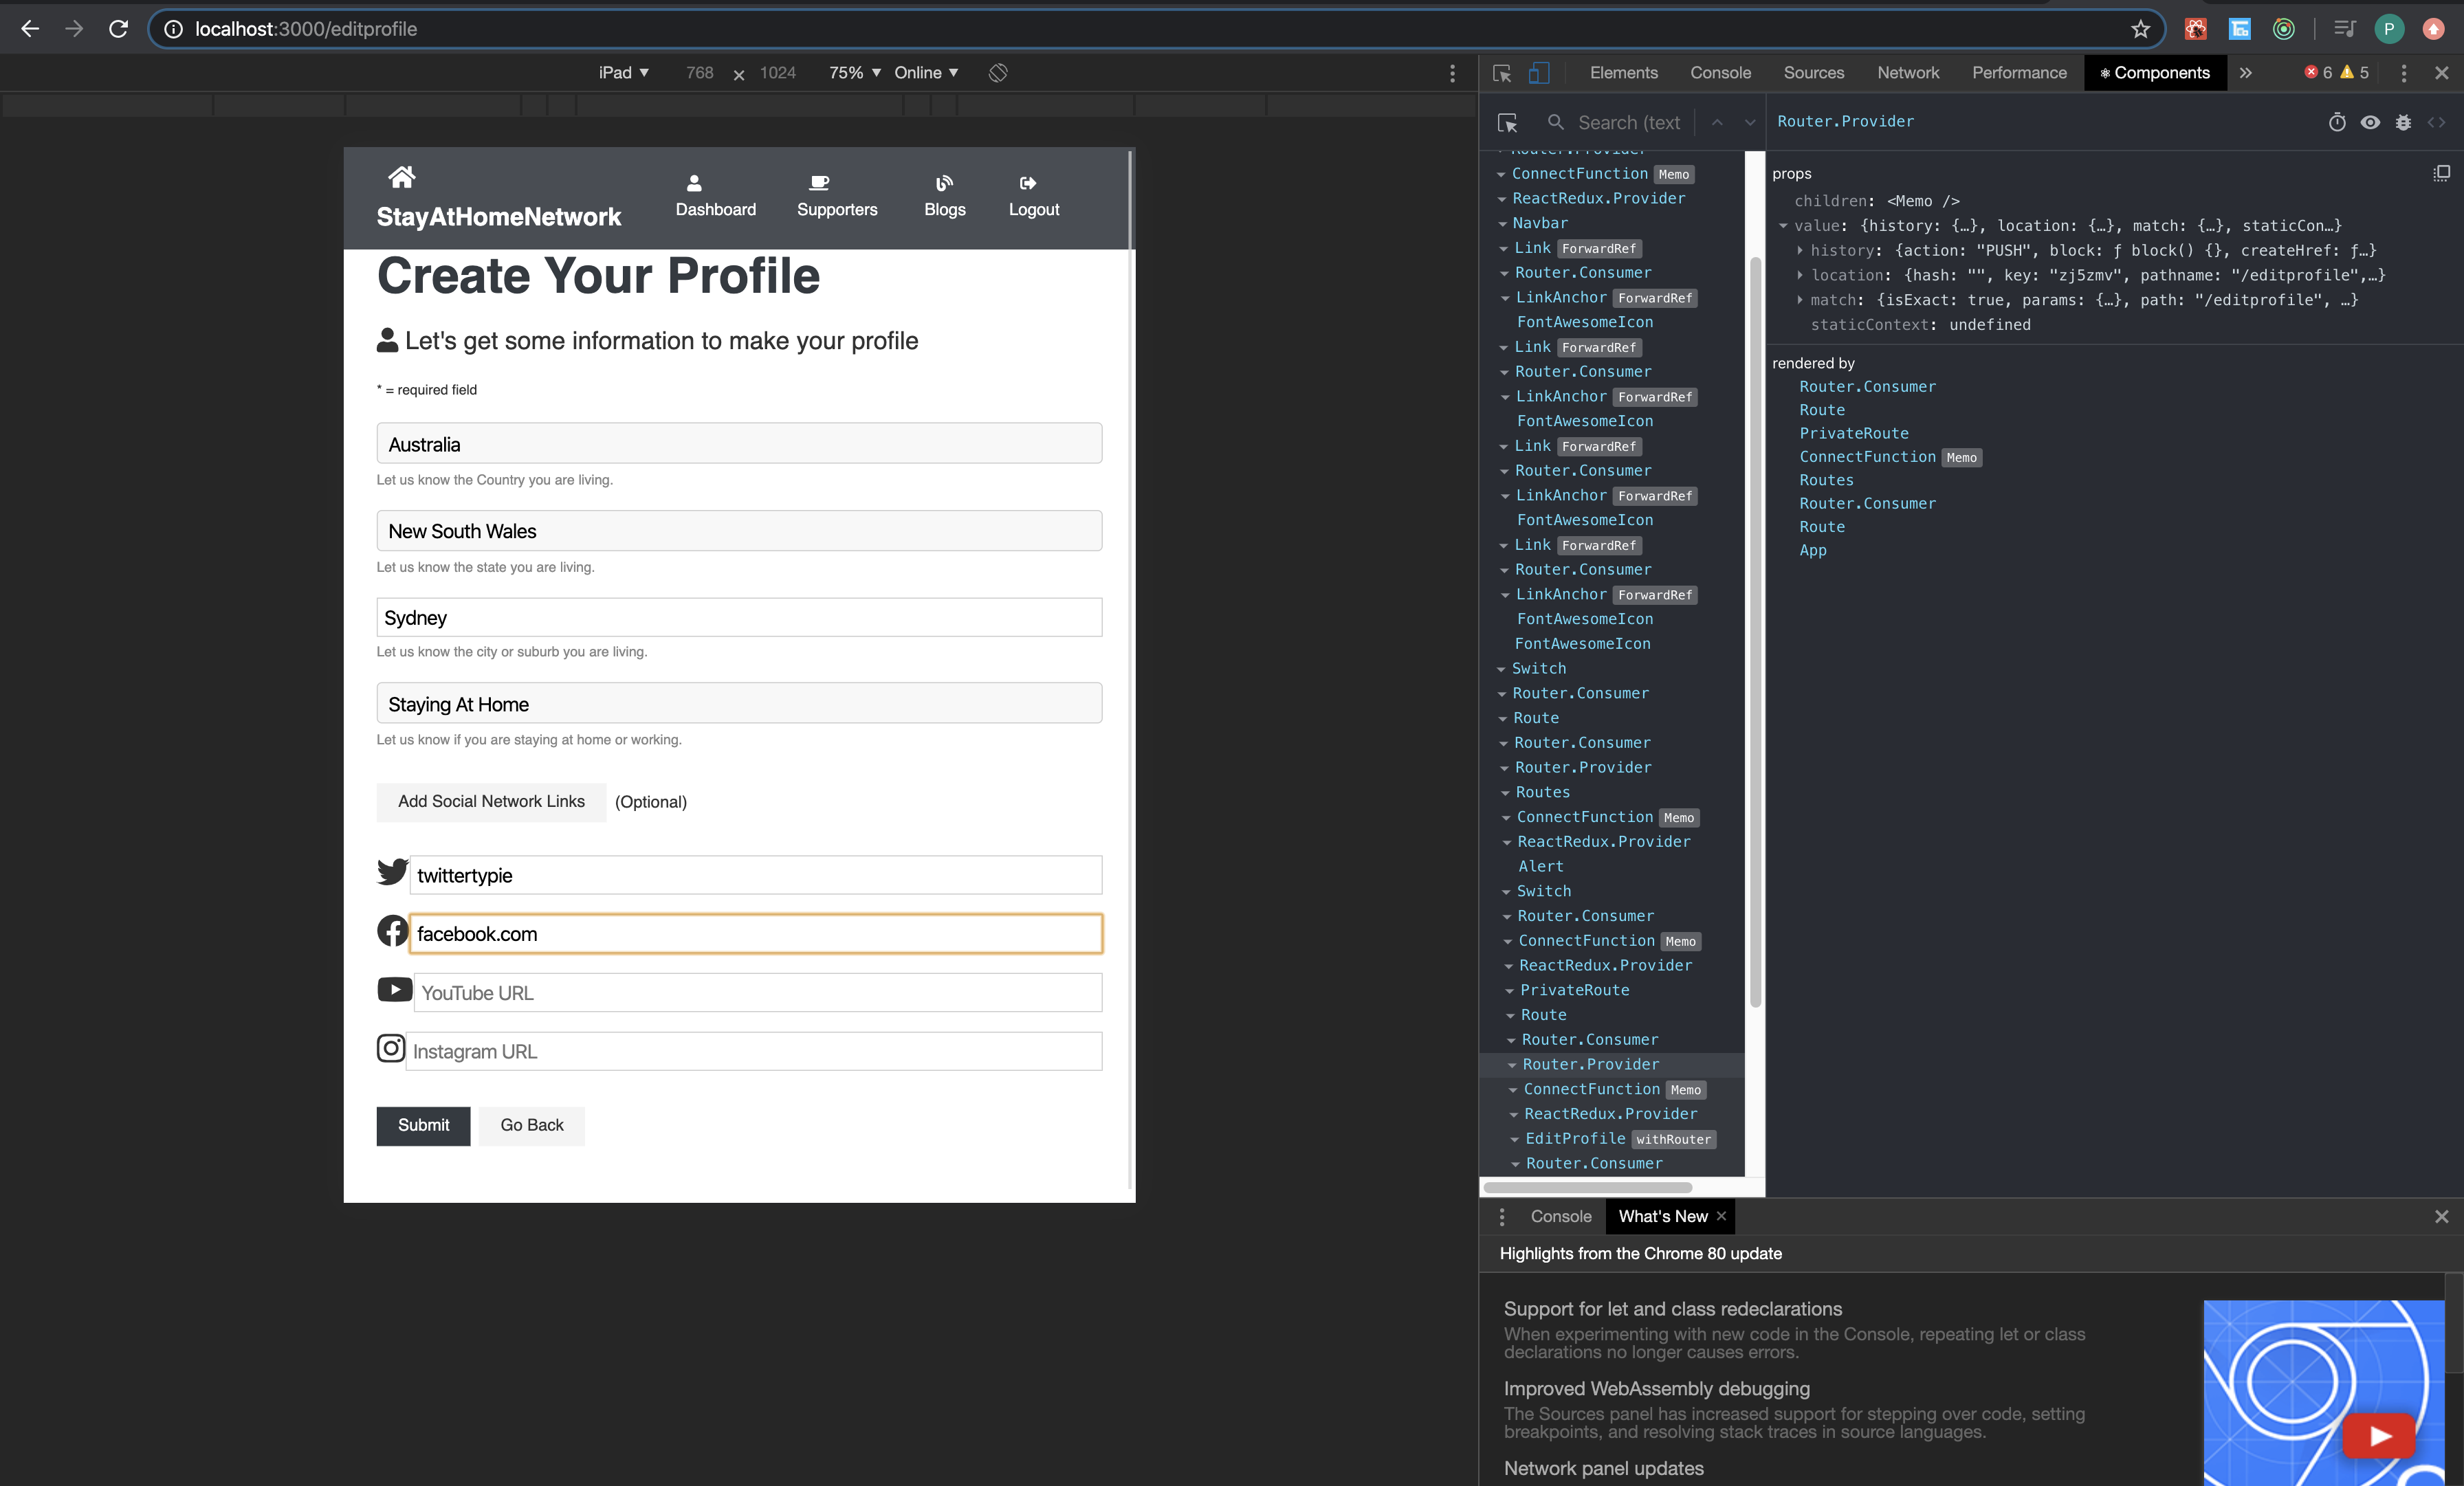 localhost:3000/editprofile
P
iPad ▼ 768 × 1024 75% ▼ Online ▼
Elements Console Sources Network Performance Components » 6 5
StayAtHomeNetwork
Dashboard Supporters Blogs Logout
Create Your Profile
Let's get some information to make your profile
* = required field
Australia
Let us know the Country you are living.
New South Wales
Let us know the state you are living.
Sydney
Let us know the city or suburb you are living.
Staying At Home
Let us know if you are staying at home or working.
Add Social Network Links (Optional)
twittertypie
facebook.com
YouTube URL
Instagram URL
Submit Go Back
Search (text
Router.Provider
ConnectFunction Memo
ReactRedux.Provider
Navbar
Link ForwardRef
Router.Consumer
LinkAnchor ForwardRef
FontAwesomeIcon
Link ForwardRef
Router.Consumer
LinkAnchor ForwardRef
FontAwesomeIcon
Link ForwardRef
Router.Consumer
LinkAnchor ForwardRef
FontAwesomeIcon
Link ForwardRef
Router.Consumer
LinkAnchor ForwardRef
FontAwesomeIcon
FontAwesomeIcon
Switch
Router.Consumer
Route
Router.Consumer
Router.Provider
Routes
ConnectFunction Memo
ReactRedux.Provider
Alert
Switch
Router.Consumer
ConnectFunction Memo
ReactRedux.Provider
PrivateRoute
Route
Router.Consumer
Router.Provider
ConnectFunction Memo
ReactRedux.Provider
EditProfile withRouter
Router.Consumer
Router.Provider
props
children: <Memo />
value: {history: {…}, location: {…}, match: {…}, staticCon…}
history: {action: "PUSH", block: ƒ block() {}, createHref: ƒ…}
location: {hash: "", key: "zj5zmv", pathname: "/editprofile",…}
match: {isExact: true, params: {…}, path: "/editprofile", …}
staticContext: undefined
rendered by
Router.Consumer
Route
PrivateRoute
ConnectFunction Memo
Routes
Router.Consumer
Route
App
Console What's New ×
Highlights from the Chrome 80 update
Support for let and class redeclarations
When experimenting with new code in the Console, repeating let or class
declarations no longer causes errors.
Improved WebAssembly debugging
The Sources panel has increased support for stepping over code, setting
breakpoints, and resolving stack traces in source languages.
Network panel updates